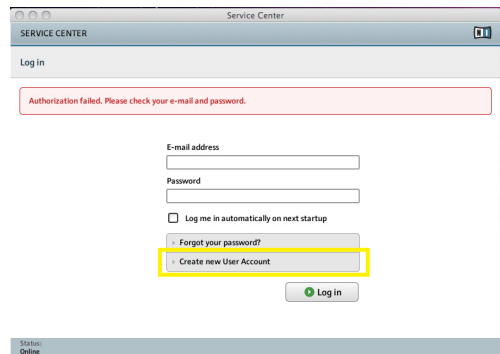 Service Center
SERVICE CENTER
NI
Log in
Authorization failed. Please check your e-mail and password.
E-mail address
Password
Log me in automatically on next startup
Forgot your password?
Create new User Account
Log in
Status:
Online